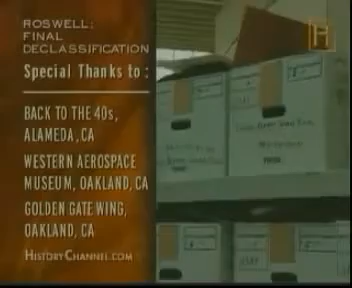 ROSWELL:
FINAL
DECLASSIFICATION
Special Thanks to :
BACK TO THE 40S,
ALAMEDA, CA
WESTERN AEROSPACE
MUSEUM, OAKLAND, CA
GOLDEN GATE WING,
OAKLAND, CA
HISTORYCHANNEL.COM
H